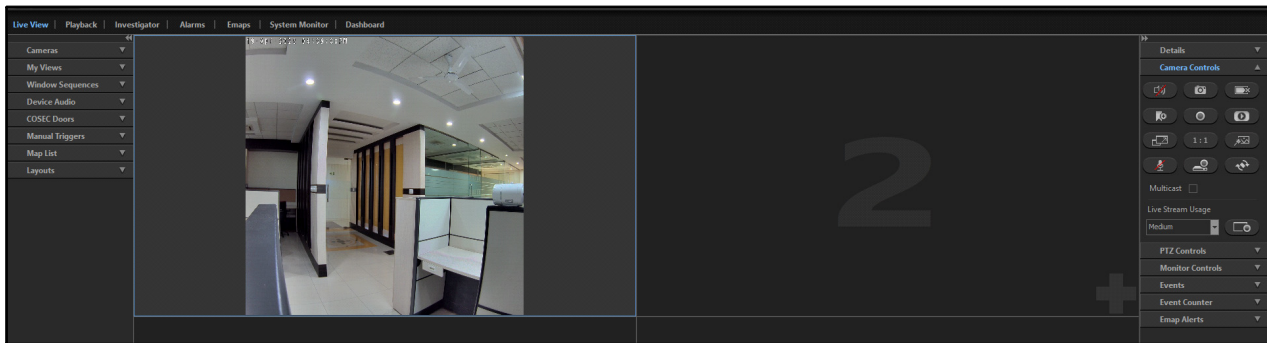 Live View | Playback | Investigator | Alarms | Emaps | System Monitor | Dashboard
Cameras
My Views
Window Sequences
Device Audio
COSEC Doors
Manual Triggers
Map List
Layouts
2
Details
Camera Controls
1:1
Multicast
Live Stream Usage
Medium
PTZ Controls
Monitor Controls
Events
Event Counter
Emap Alerts